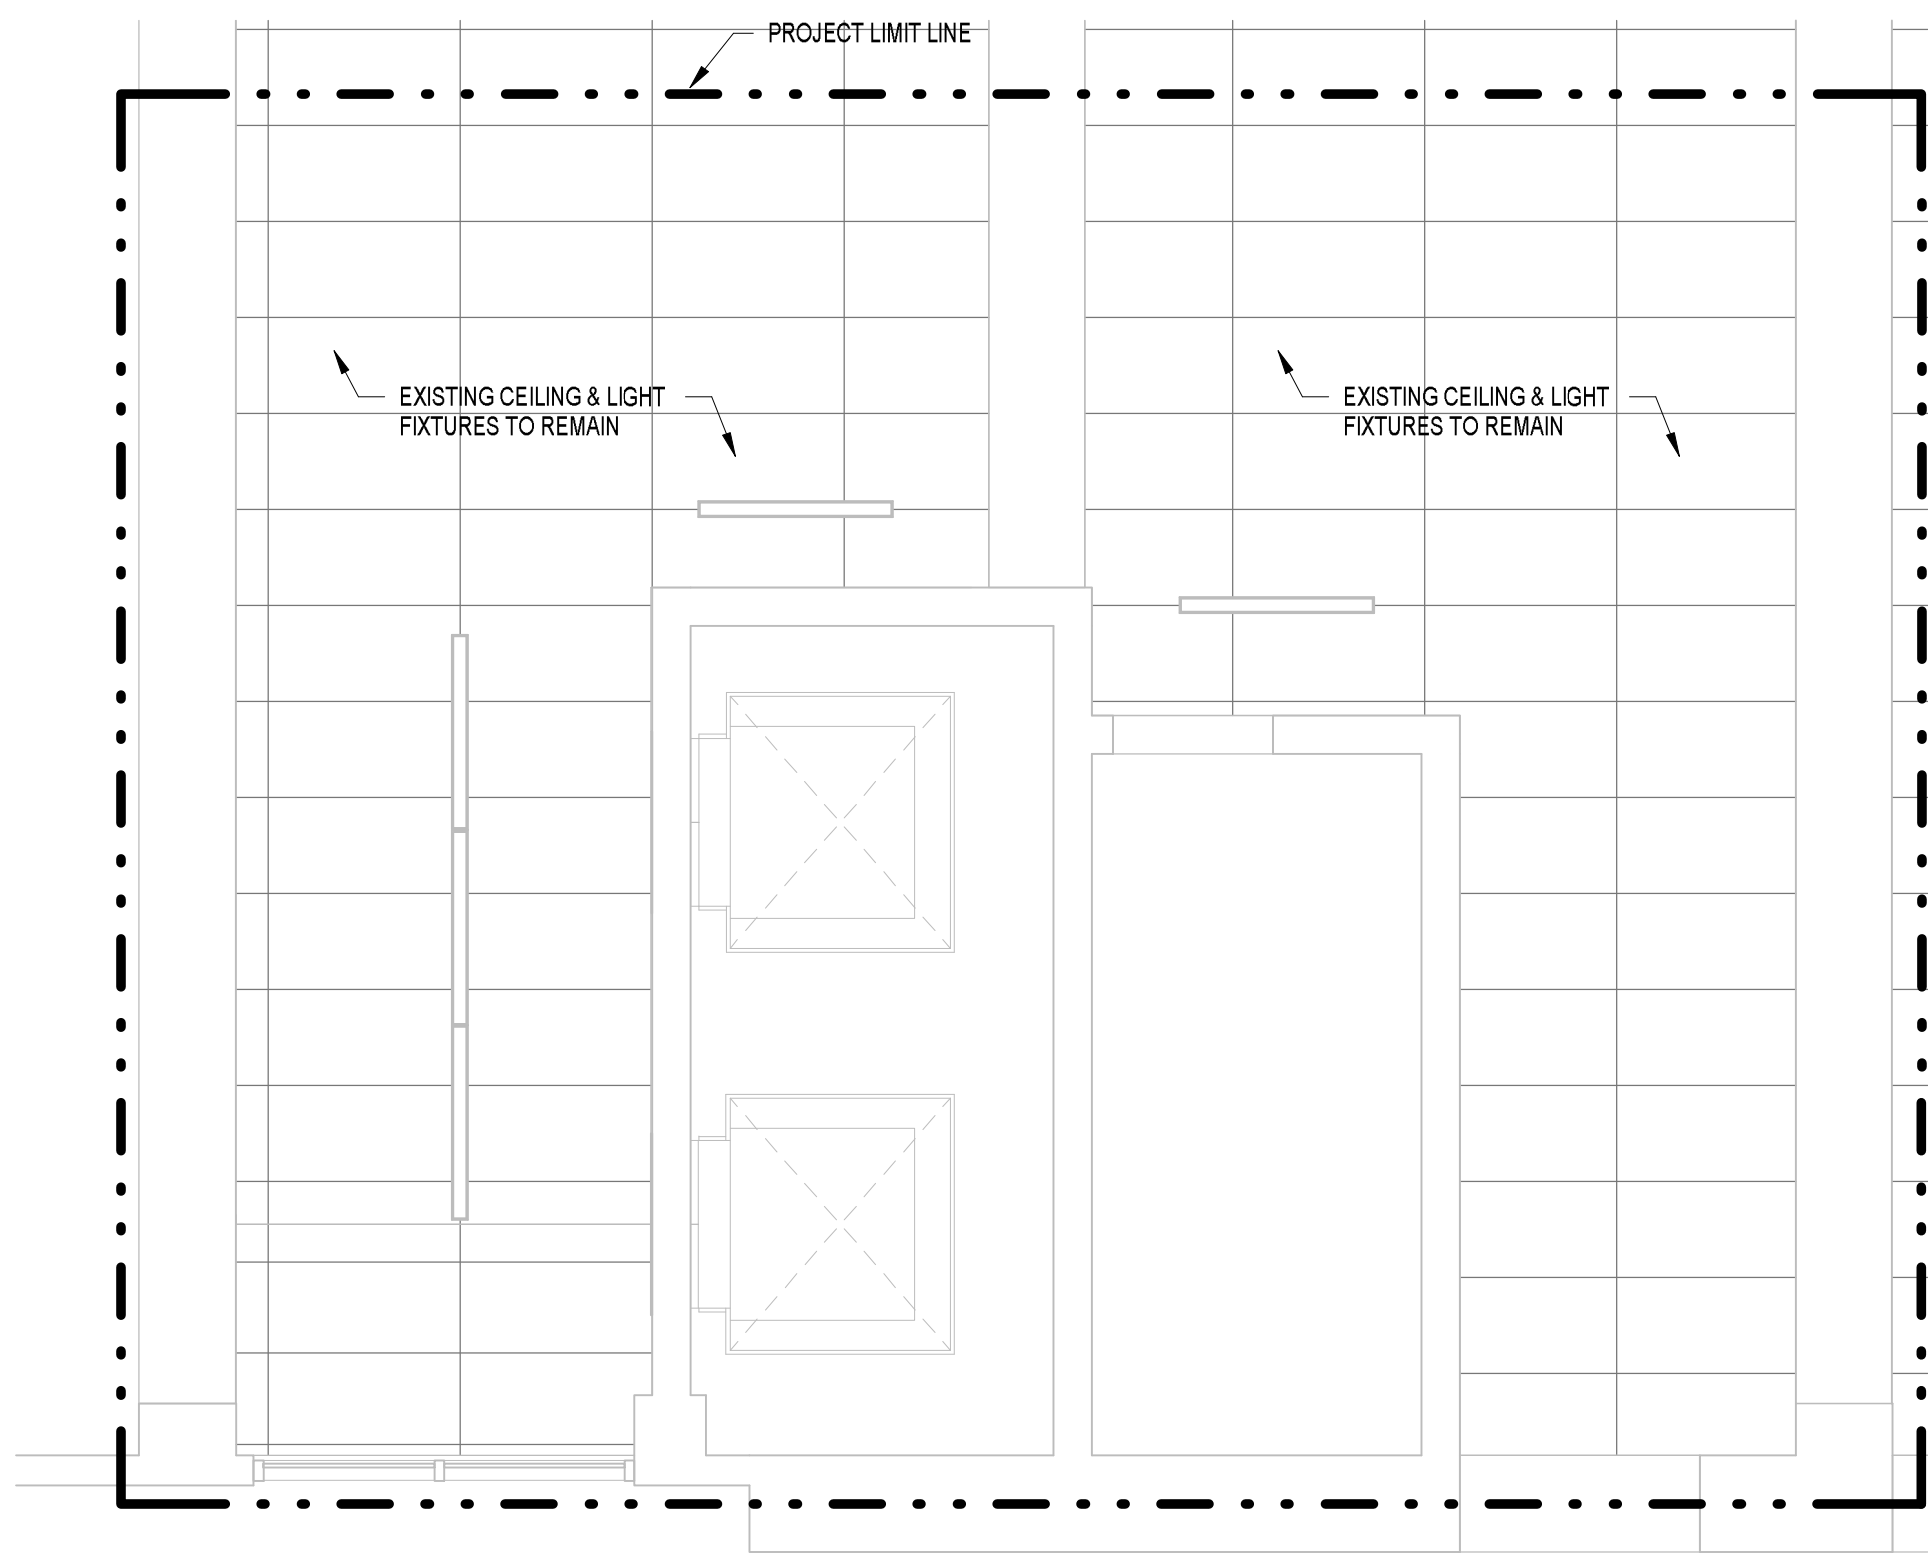 PROJECT LIMIT LINE
EXISTING CEILING & LIGHT
FIXTURES TO REMAIN
EXISTING CEILING & LIGHT
FIXTURES TO REMAIN